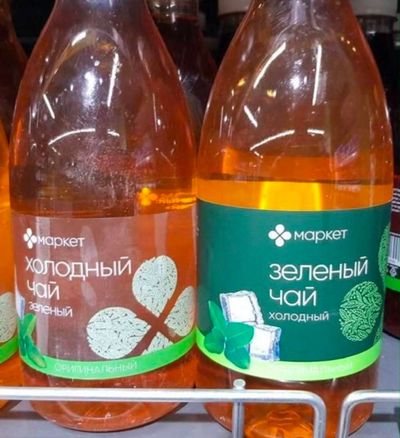 маркет
ХОЛОДНЫЙ
ЧАЙ
зеленый
ОРИГИНАЛЬНЫЙ
маркет
ЗЕЛЕНЫЙ
ЧАЙ
холодный
ОРИГИНАЛЬНЫЙ